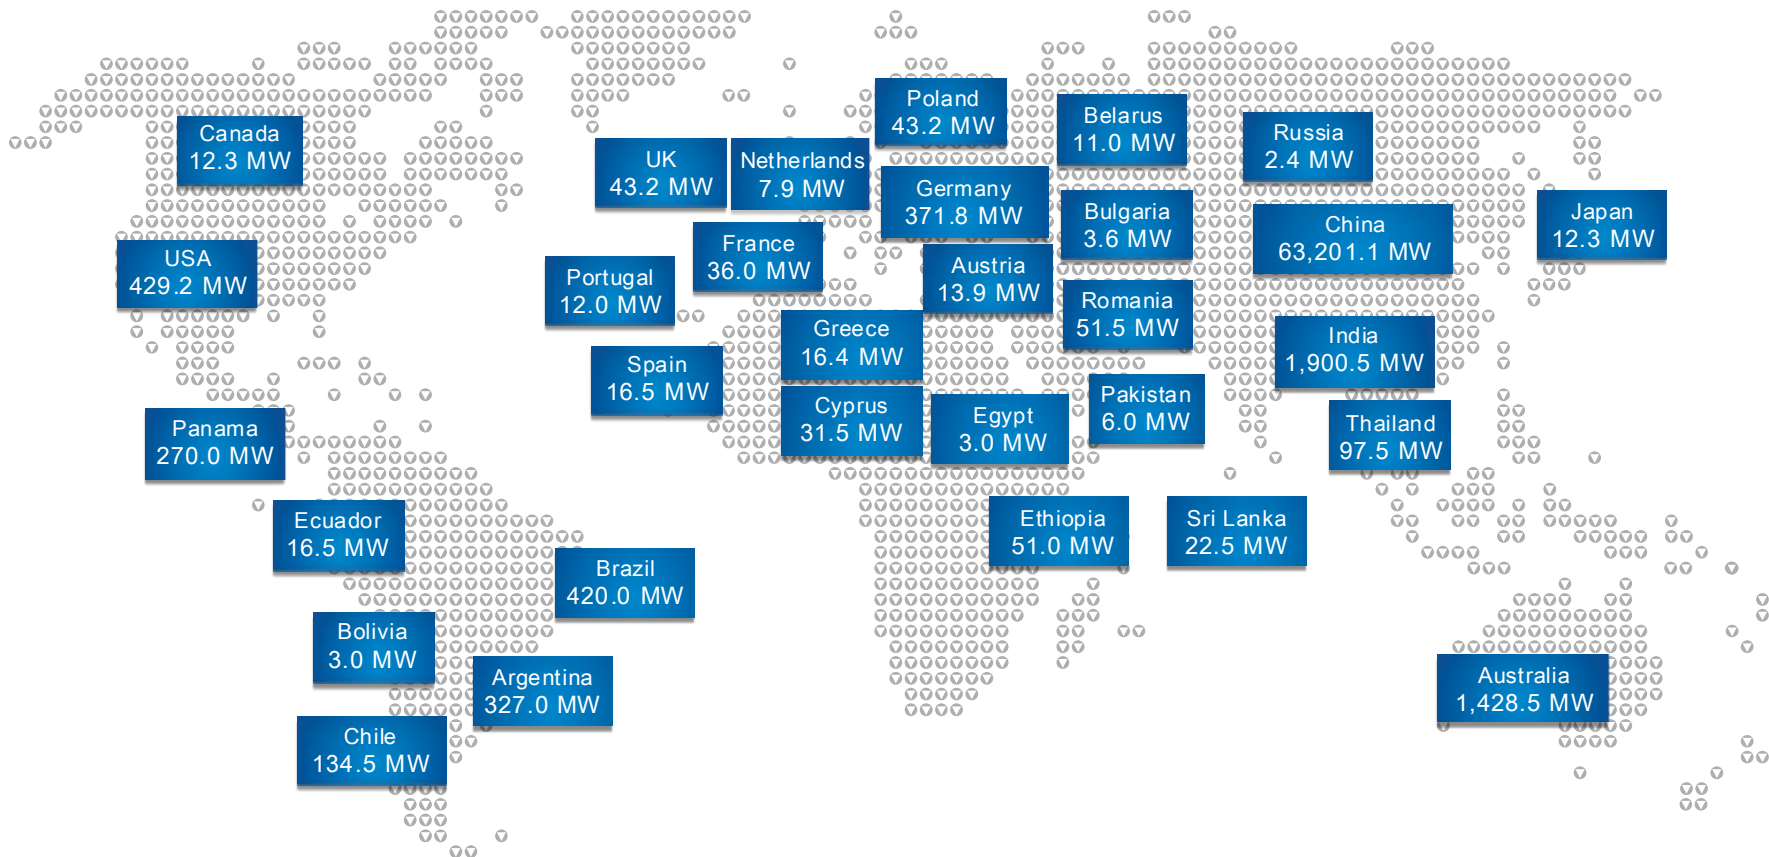 Poland
43.2 MW
Belarus
11.0 MW
Russia
2.4 MW
Canada
12.3 MW
UK
43.2 MW
Netherlands
7.9 MW
Germany
371.8 MW
Bulgaria
3.6 MW
China
63,201.1 MW
Japan
12.3 MW
USA
429.2 MW
France
36.0 MW
Portugal
12.0 MW
Austria
13.9 MW
Romania
51.5 MW
Greece
16.4 MW
India
1,900.5 MW
Spain
16.5 MW
Cyprus
31.5 MW
Egypt
3.0 MW
Pakistan
6.0 MW
Thailand
97.5 MW
Panama
270.0 MW
Ecuador
16.5 MW
Ethiopia
51.0 MW
Sri Lanka
22.5 MW
Brazil
420.0 MW
Bolivia
3.0 MW
Argentina
327.0 MW
Australia
1,428.5 MW
Chile
134.5 MW